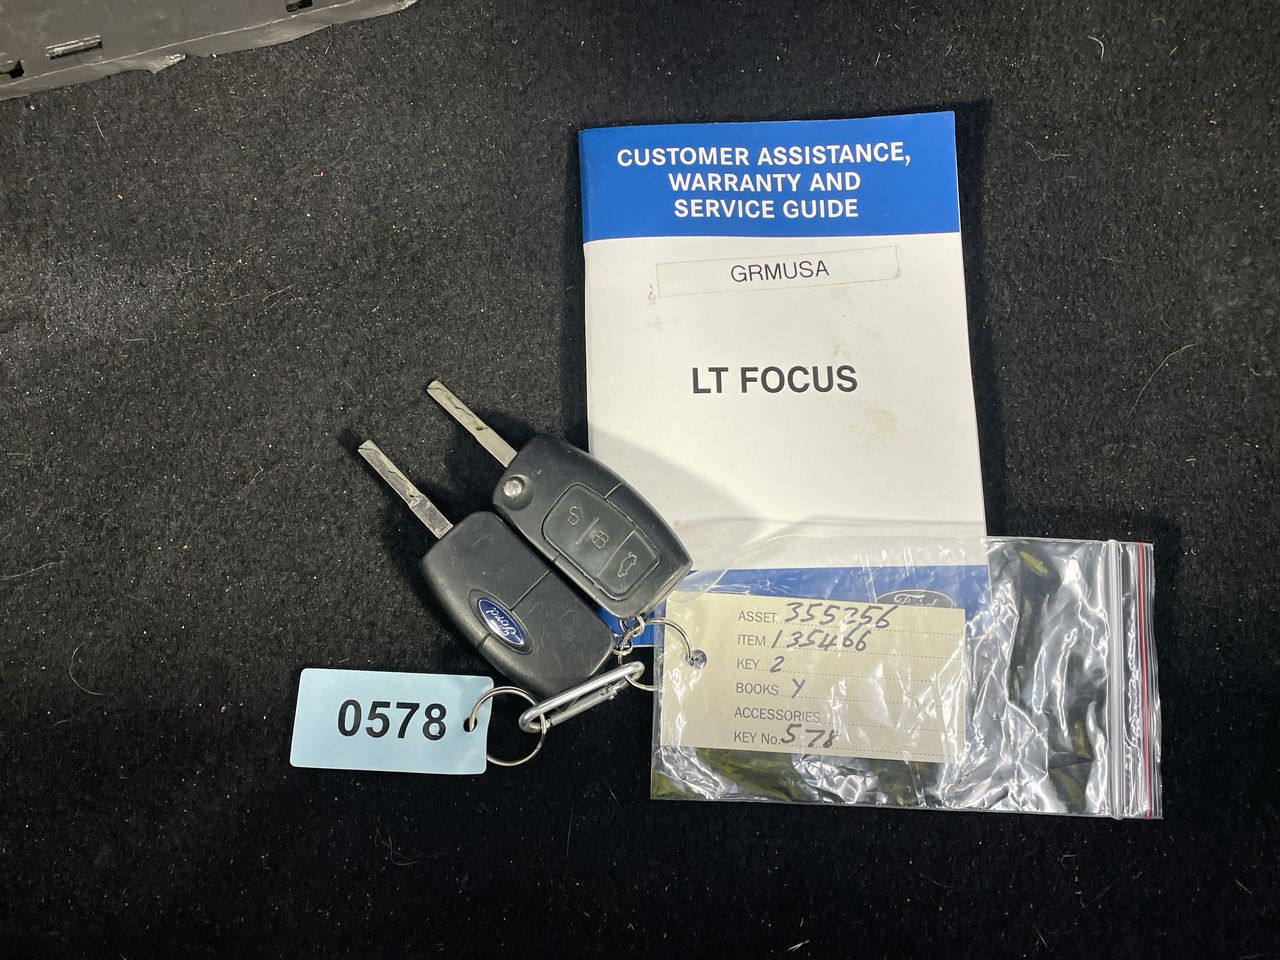 CUSTOMER ASSISTANCE,
WARRANTY AND
SERVICE GUIDE
GRMUSA
LT FOCUS
Ford
Ford
ASSET 355256
ITEM 135466
KEY 2
BOOKS Y
ACCESSORIES
KEY No. 578
0578